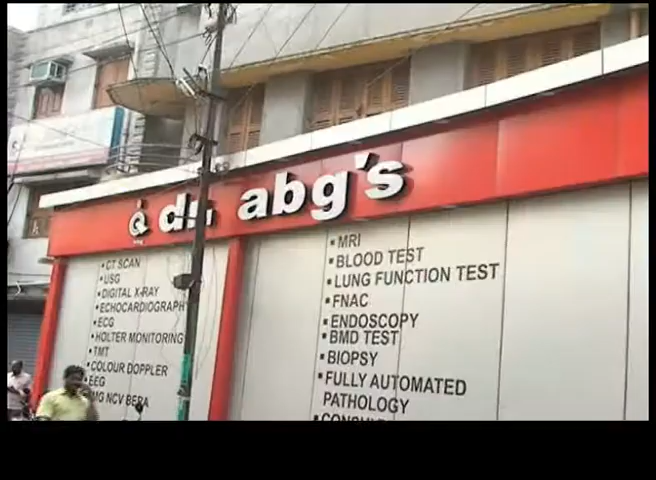 abg's
• CT SCAN
• USG
• DIGITAL X-RAY
• ECHOCARDIOGRAPHY
• ECG
• HOLTER MONITORING
• TMT
• COLOUR DOPPLER
• EEG
NCV
• MRI
• BLOOD TEST
• LUNG FUNCTION TEST
• FNAC
• ENDOSCOPY
• BMD TEST
• BIOPSY
• FULLY AUTOMATED
PATHOLOGY